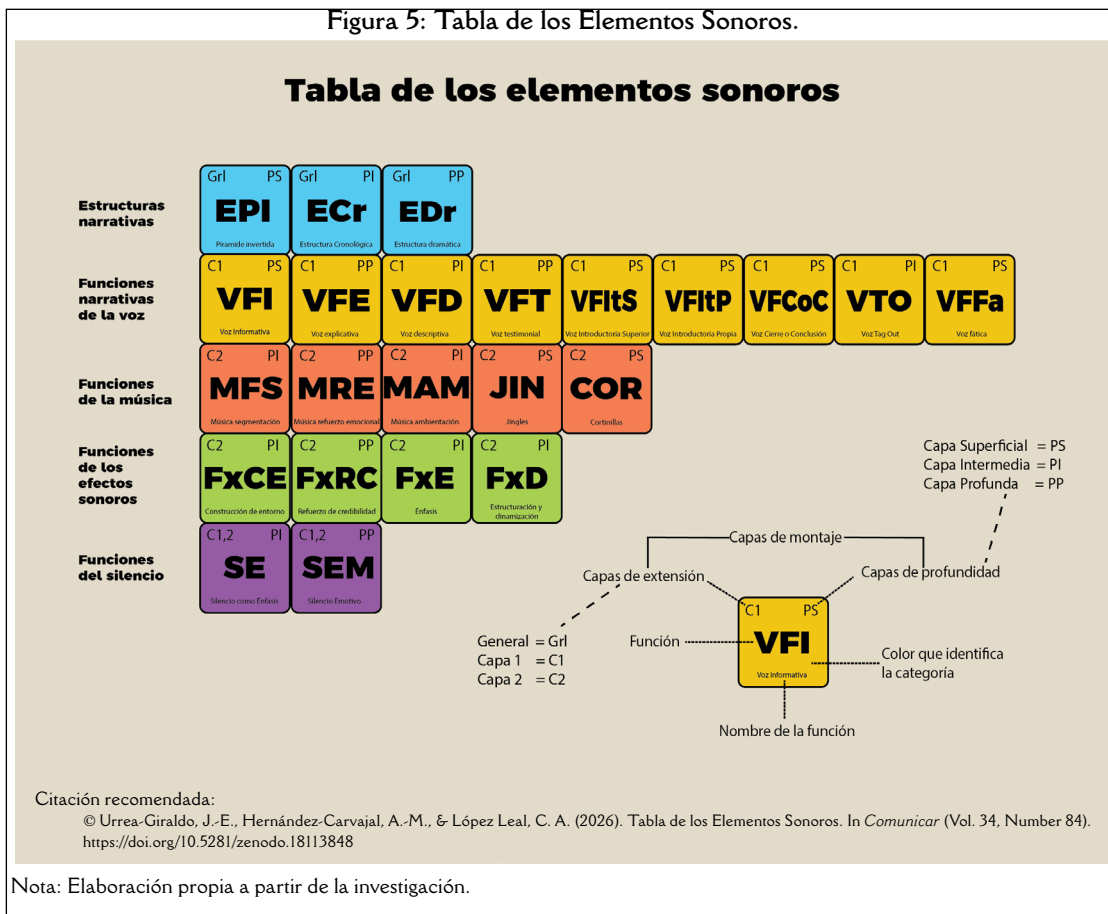 Figura 5: Tabla de los Elementos Sonoros.
Tabla de los elementos sonoros
Estructuras
narrativas
Grl PS
EPI
Piramide invertida
Grl PI
ECr
Estructura Cronológica
Grl PP
EDr
Estructura dramática
Funciones
narrativas
de la voz
C1 PS
VFI
Voz Informativa
C1 PP
VFE
Voz explicativa
C1 PI
VFD
Voz descriptiva
C1 PP
VFT
Voz testimonial
C1 PS
VFItS
Voz Introductoria Superior
C1 PS
VFItP
Voz Introductoria Propia
C1 PS
VFCoC
Voz Cierre o Conclusión
C1 PI
VTO
Voz Tag Out
C1 PS
VFFa
Voz fática
Funciones
de la música
C2 PI
MFS
Música segmentación
C2 PP
MRE
Música refuerzo emocional
C2 PI
MAM
Música ambientación
C2 PS
JIN
Jingles
C2 PS
COR
Cortinillas
Funciones
de los
efectos
sonoros
C2 PI
FxCE
Construcción de entorno
C2 PP
FxRC
Refuerzo de credibilidad
C2 PI
FxE
Énfasis
C2 PI
FxD
Estructuración y
dinamización
Funciones
del silencio
C1,2 PI
SE
Silencio como Énfasis
C1,2 PP
SEM
Silencio Emotivo
Capa Superficial = PS
Capa Intermedia = PI
Capa Profunda = PP
Capas de montaje
Capas de extensión
Capas de profundidad
General = Grl
Capa 1 = C1
Capa 2 = C2
Función
C1 PS
VFI
Voz Informativa
Color que identifica
la categoría
Nombre de la función
Citación recomendada:
© Urrea-Giraldo, J.-E., Hernández-Carvajal, A.-M., & López Leal, C. A. (2026). Tabla de los Elementos Sonoros. In Comunicar (Vol. 34, Number 84).
https://doi.org/10.5281/zenodo.18113848
Nota: Elaboración propia a partir de la investigación.